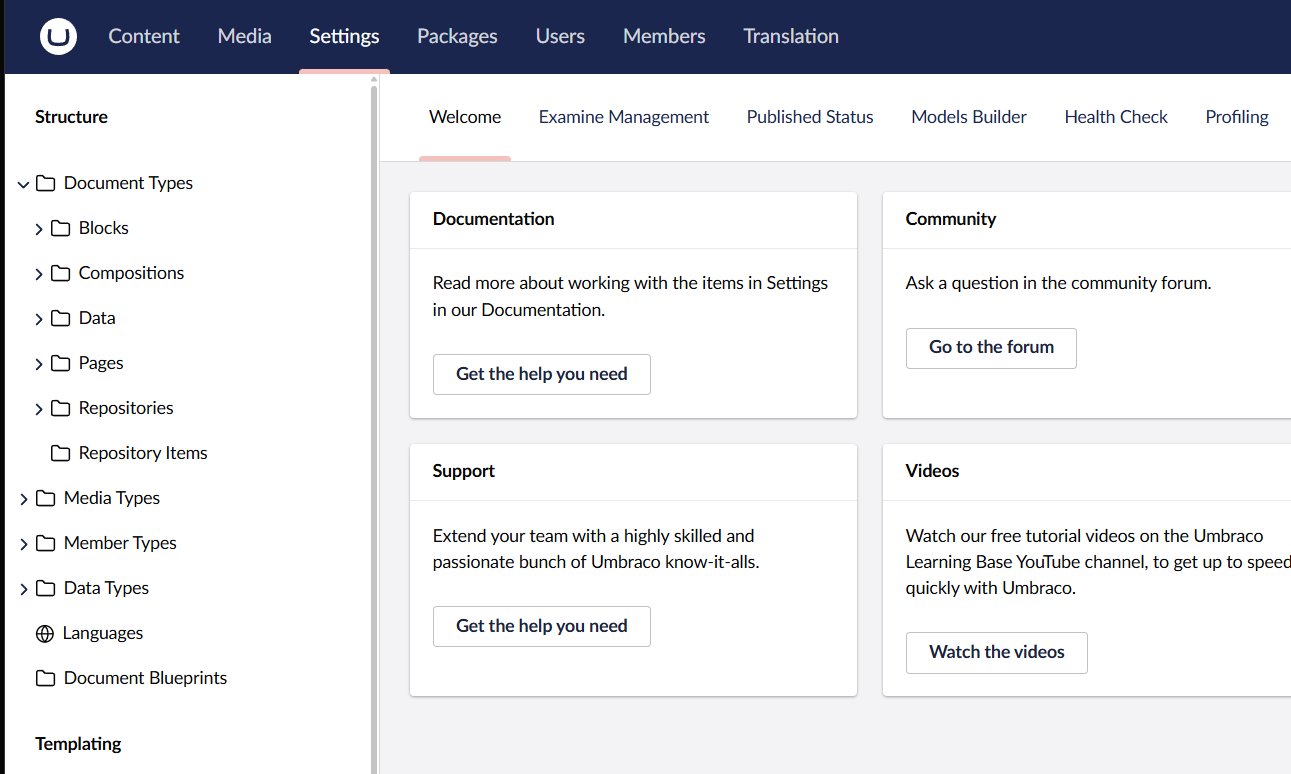 Content Media Settings Packages Users Members Translation
Structure
Document Types
Blocks
Compositions
Data
Pages
Repositories
Repository Items
Media Types
Member Types
Data Types
Languages
Document Blueprints
Templating
Welcome Examine Management Published Status Models Builder Health Check Profiling
Documentation
Read more about working with the items in Settings
in our Documentation.
Get the help you need
Community
Ask a question in the community forum.
Go to the forum
Support
Extend your team with a highly skilled and
passionate bunch of Umbraco know-it-alls.
Get the help you need
Videos
Watch our free tutorial videos on the Umbraco
Learning Base YouTube channel, to get up to speed
quickly with Umbraco.
Watch the videos